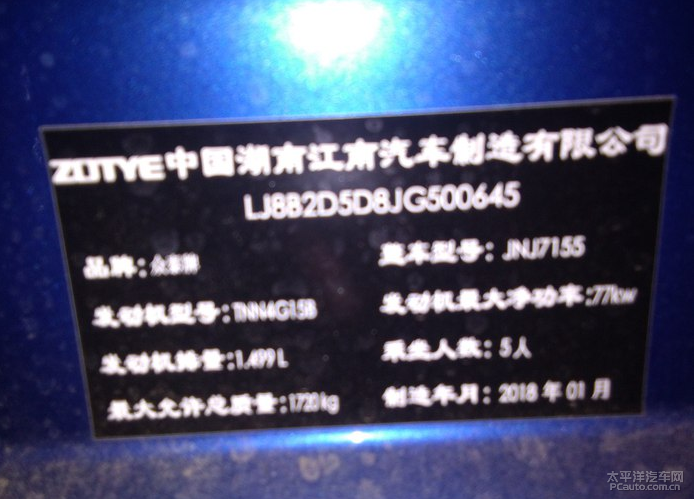 ZOTYE中国湖南江南汽车制造有限公司
LJ8B2D5D8JG500645
品牌:众泰牌 整车型号:JNJ7155
发动机型号:TNN4G15B 发动机最大净功率:77kw
发动机排量:1.499L 乘坐人数:5人
最大允许总质量:1720kg 制造年月:2018年01月
太平洋汽车网
PCauto.com.cn